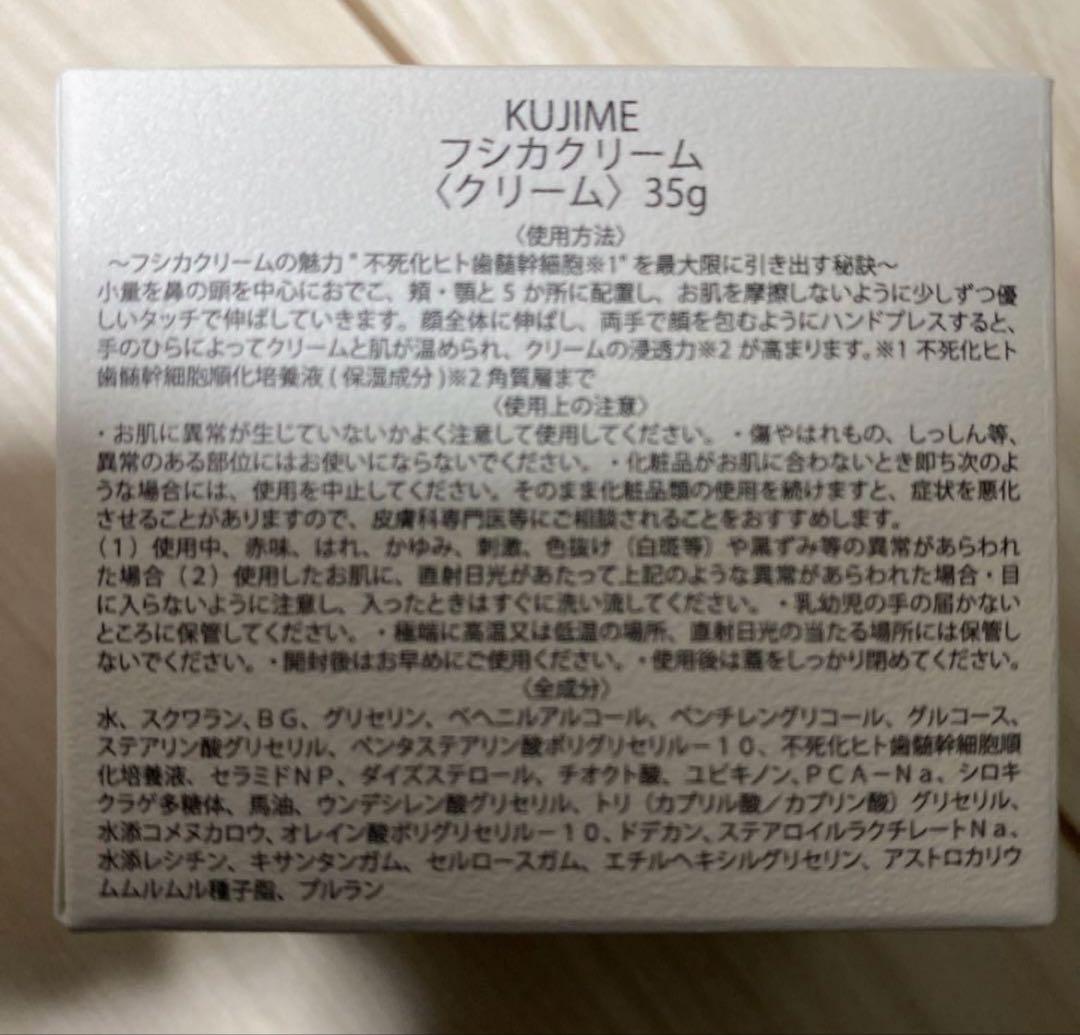 KUJIME
フシカクリーム
〈クリーム〉35g
〈使用方法〉
～フシカクリームの魅力"不死化ヒト歯髄幹細胞※1"を最大限に引き出す秘訣～
小量を鼻の頭を中心におでこ、頬・顎と5か所に配置し、お肌を摩擦しないように少しずつ優
しいタッチで伸ばしていきます。顔全体に伸ばし、両手で顔を包むようにハンドプレスすると、
手のひらによってクリームと肌が温められ、クリームの浸透力※2が高まります。※1不死化ヒト
歯髄幹細胞順化培養液(保湿成分)※2角質層まで
〈使用上の注意〉
・お肌に異常が生じていないかよく注意して使用してください。・傷やはれもの、しっしん等、
異常のある部位にはお使いにならないでください。・化粧品がお肌に合わないとき即ち次のよ
うな場合には、使用を中止してください。そのまま化粧品類の使用を続けますと、症状を悪化
させることがありますので、皮膚科専門医等にご相談されることをおすすめします。
（1）使用中、赤味、はれ、かゆみ、刺激、色抜け（白斑等）や黒ずみ等の異常があらわれ
た場合（2）使用したお肌に、直射日光があたって上記のような異常があらわれた場合・目
に入らないように注意し、入ったときはすぐに洗い流してください。・乳幼児の手の届かない
ところに保管してください。・極端に高温又は低温の場所、直射日光の当たる場所には保管し
ないでください。・開封後はお早めにご使用ください。・使用後は蓋をしっかり閉めてください。
〈全成分〉
水、スクワラン、BG、グリセリン、ベヘニルアルコール、ペンチレングリコール、グルコース、
ステアリン酸グリセリル、ペンタステアリン酸ポリグリセリル－10、不死化ヒト歯髄幹細胞順
化培養液、セラミドNP、ダイズステロール、チオクト酸、ユビキノン、PCA－Na、シロキ
クラゲ多糖体、馬油、ウンデシレン酸グリセリル、トリ（カプリル酸／カプリン酸）グリセリル、
水添コメヌカロウ、オレイン酸ポリグリセリル－10、ドデカン、ステアロイルラクチレートNa、
水添レシチン、キサンタンガム、セルロースガム、エチルヘキシルグリセリン、アストロカリウ
ムムルムル種子脂、プルラン